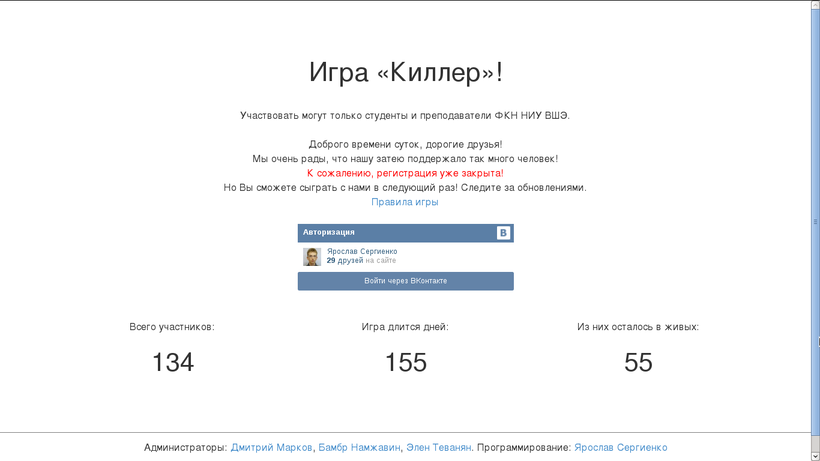 Игра «Киллер»!
Участвовать могут только студенты и преподаватели ФКН НИУ ВШЭ.
Доброго времени суток, дорогие друзья!
Мы очень рады, что нашу затею поддержало так много человек!
К сожалению, регистрация уже закрыта!
Но Вы сможете сыграть с нами в следующий раз! Следите за обновлениями.
Правила игры
Авторизация B
Ярослав Сергиенко
29 друзей на сайте
Войти через ВКонтакте
Всего участников: Игра длится дней: Из них осталось в живых:
134 155 55
Администраторы: Дмитрий Марков, Бамбр Намжавин, Элен Теванян. Программирование: Ярослав Сергиенко